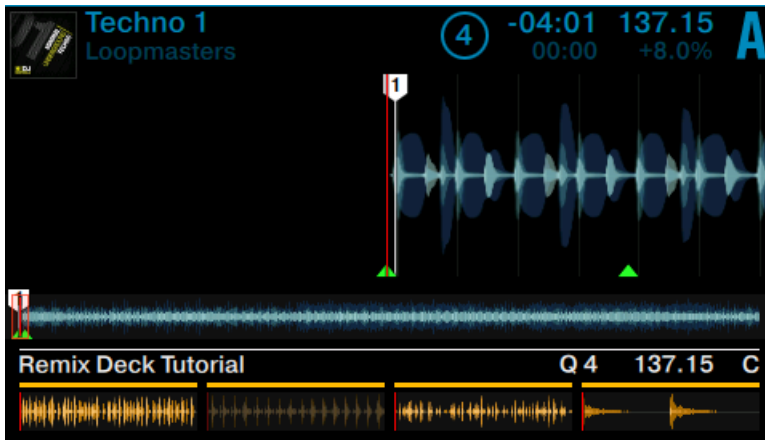 Techno 1
Loopmasters
4
-04:01
00:00
137.15
+8.0%
A
1
1
Remix Deck Tutorial
Q 4
137.15
C